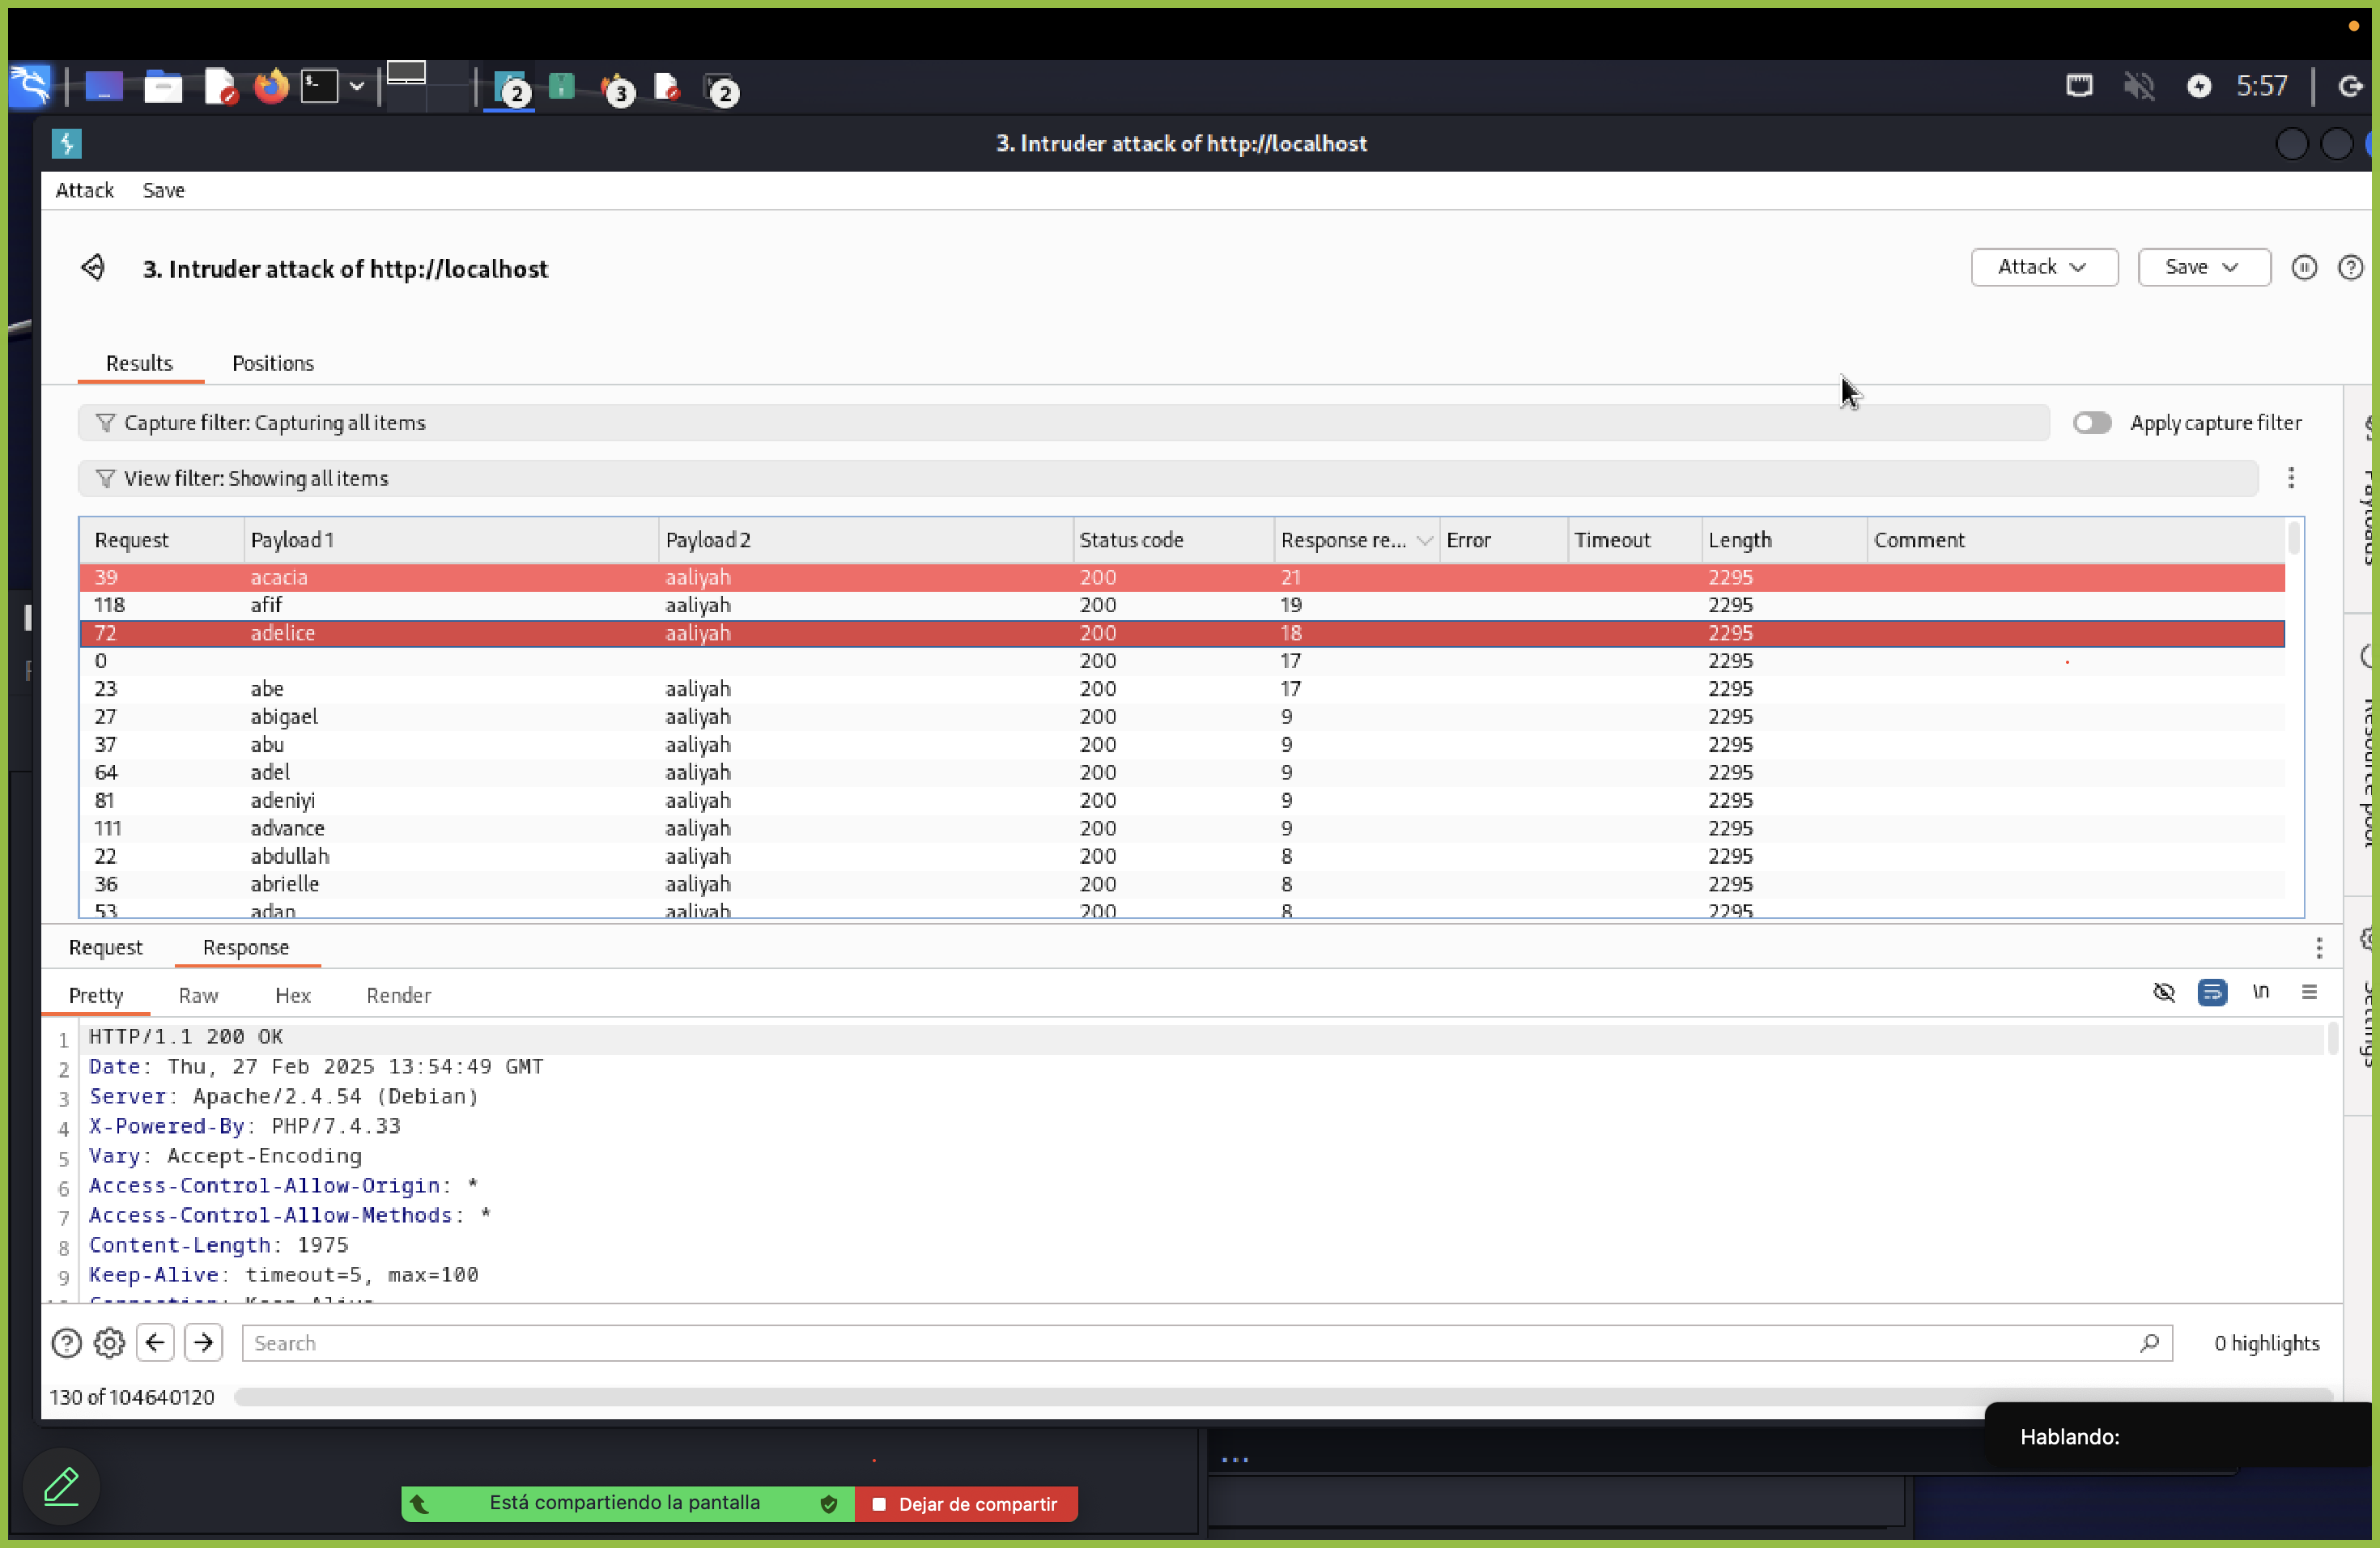 2
3
2
5:57
3. Intruder attack of http://localhost
Attack Save
3. Intruder attack of http://localhost
Attack Save
Results Positions
Capture filter: Capturing all items
Apply capture filter
View filter: Showing all items
Request Payload 1 Payload 2 Status code Response re... Error Timeout Length Comment
39 acacia aaliyah 200 21 2295
118 afif aaliyah 200 19 2295
72 adelice aaliyah 200 18 2295
0 200 17 2295
23 abe aaliyah 200 17 2295
27 abigael aaliyah 200 9 2295
37 abu aaliyah 200 9 2295
64 adel aaliyah 200 9 2295
81 adeniyi aaliyah 200 9 2295
111 advance aaliyah 200 9 2295
22 abdullah aaliyah 200 8 2295
36 abrielle aaliyah 200 8 2295
53 adan aaliyah 200 8 2295
Request Response
Pretty Raw Hex Render
\n
1 HTTP/1.1 200 OK
2 Date: Thu, 27 Feb 2025 13:54:49 GMT
3 Server: Apache/2.4.54 (Debian)
4 X-Powered-By: PHP/7.4.33
5 Vary: Accept-Encoding
6 Access-Control-Allow-Origin: *
7 Access-Control-Allow-Methods: *
8 Content-Length: 1975
9 Keep-Alive: timeout=5, max=100
Search
0 highlights
130 of 104640120
Hablando:
Está compartiendo la pantalla
Dejar de compartir